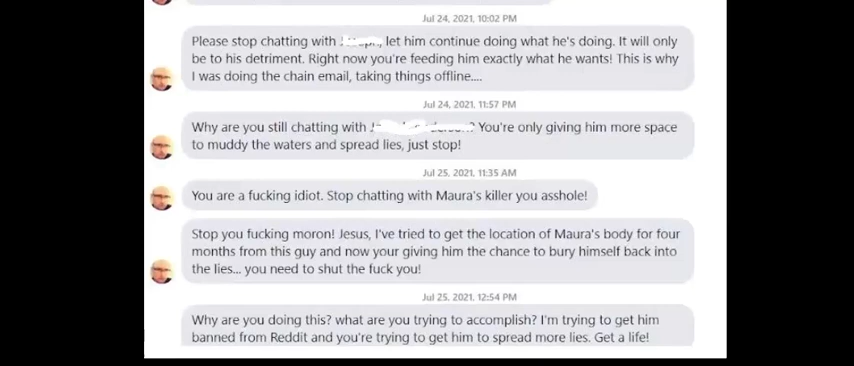 Jul 24, 2021, 10:02 PM
Please stop chatting with let him continue doing what he's doing. It will only
be to his detriment. Right now you're feeding him exactly what he wants! This is why
I was doing the chain email, taking things offline....
Jul 24, 2021, 11:57 PM
Why are you still chatting with You're only giving him more space
to muddy the waters and spread lies, just stop!
Jul 25, 2021, 11:35 AM
You are a fucking idiot. Stop chatting with Maura's killer you asshole!
Stop you fucking moron! Jesus, I've tried to get the location of Maura's body for four
months from this guy and now your giving him the chance to bury himself back into
the lies... you need to shut the fuck you!
Jul 25, 2021, 12:54 PM
Why are you doing this? what are you trying to accomplish? I'm trying to get him
banned from Reddit and you're trying to get him to spread more lies. Get a life!